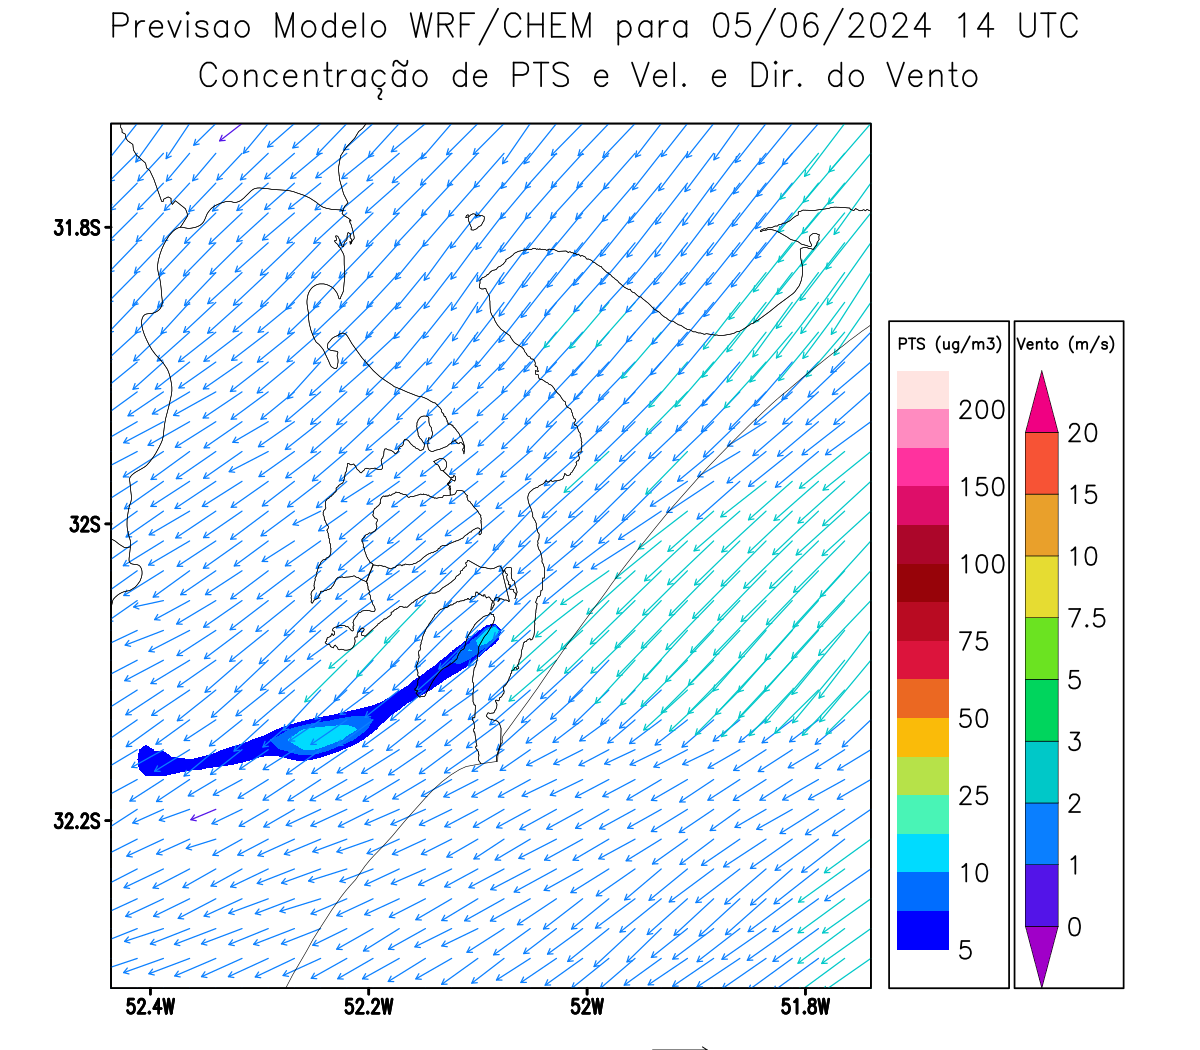 Previsao Modelo WRF/CHEM para 05/06/2024 14 UTC
Concentração de PTS e Vel. e Dir. do Vento
31.8S
32S
32.2S
52.4W 52.2W 52W 51.8W
PTS (ug/m3)
200
150
100
75
50
25
10
5
Vento (m/s)
20
15
10
7.5
5
3
2
1
0